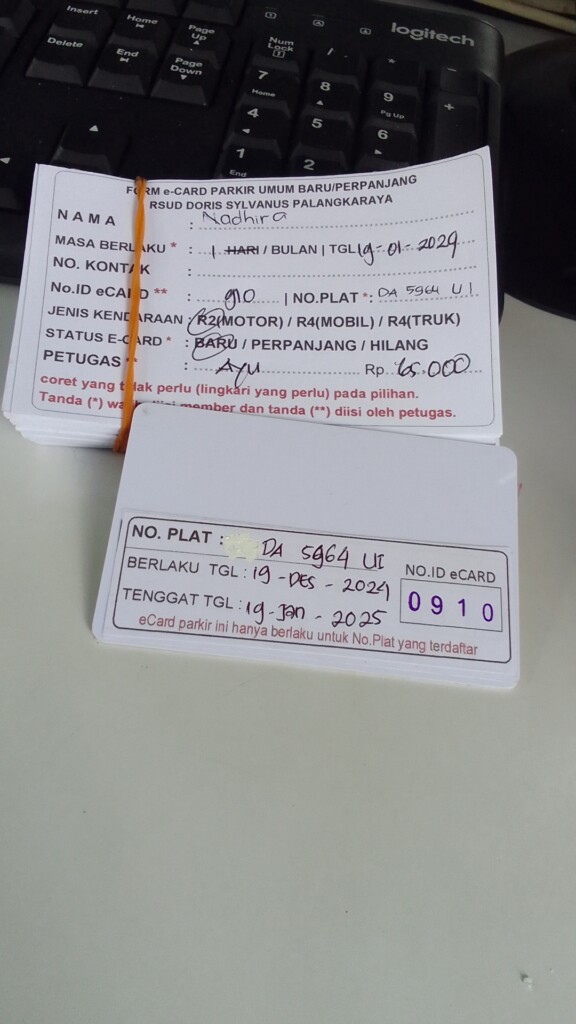 Insert Home Page Up
Delete End Page Down
logitech
Num Lock / *
7 Home 8 9 Pg Up
4 5 6
1 End 2
- +
FORM e-CARD PARKIR UMUM BARU/PERPANJANG
RSUD DORIS SYLVANUS PALANGKARAYA
NAMA : Nadhira
MASA BERLAKU * : 1 HARI / BULAN | TGL 19-01-2029
NO. KONTAK :
No.ID eCARD ** : 910 | NO.PLAT *: DA 5964 UI
JENIS KENDARAAN : R2(MOTOR) / R4(MOBIL) / R4(TRUK)
STATUS E-CARD * : BARU / PERPANJANG / HILANG
PETUGAS ** : Ayu Rp. 65.000
coret yang tidak perlu (lingkari yang perlu) pada pilihan.
Tanda (*) diisi member dan tanda (**) diisi oleh petugas.
NO. PLAT : DA 5964 UI
BERLAKU TGL : 19 - DES - 2024
NO.ID eCARD
0910
TENGGAT TGL : 19 - Jan - 2025
eCard parkir ini hanya berlaku untuk No.Plat yang terdaftar